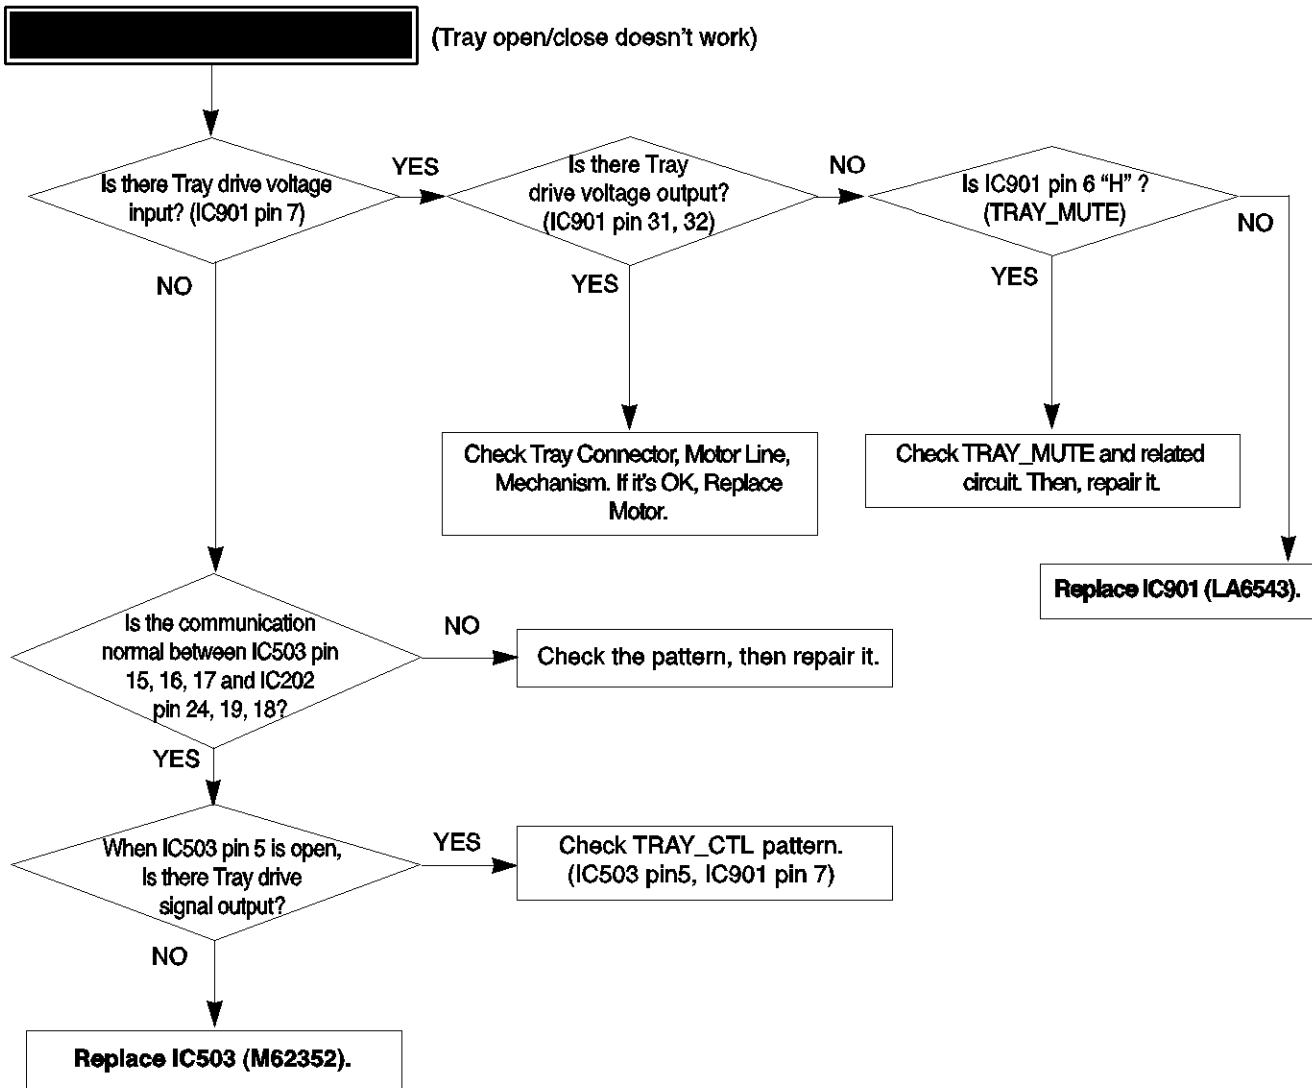 (Tray open/close doesn't work)
Is there Tray drive voltage
input? (IC901 pin 7)
YES
NO
Is there Tray
drive voltage output?
(IC901 pin 31, 32)
NO
YES
Is IC901 pin 6 “H” ?
(TRAY_MUTE)
NO
YES
Check Tray Connector, Motor Line,
Mechanism. If it's OK, Replace
Motor.
Check TRAY_MUTE and related
circuit. Then, repair it.
Replace IC901 (LA6543).
Is the communication
normal between IC503 pin
15, 16, 17 and IC202
pin 24, 19, 18?
NO
YES
Check the pattern, then repair it.
When IC503 pin 5 is open,
Is there Tray drive
signal output?
YES
NO
Check TRAY_CTL pattern.
(IC503 pin5, IC901 pin 7)
Replace IC503 (M62352).